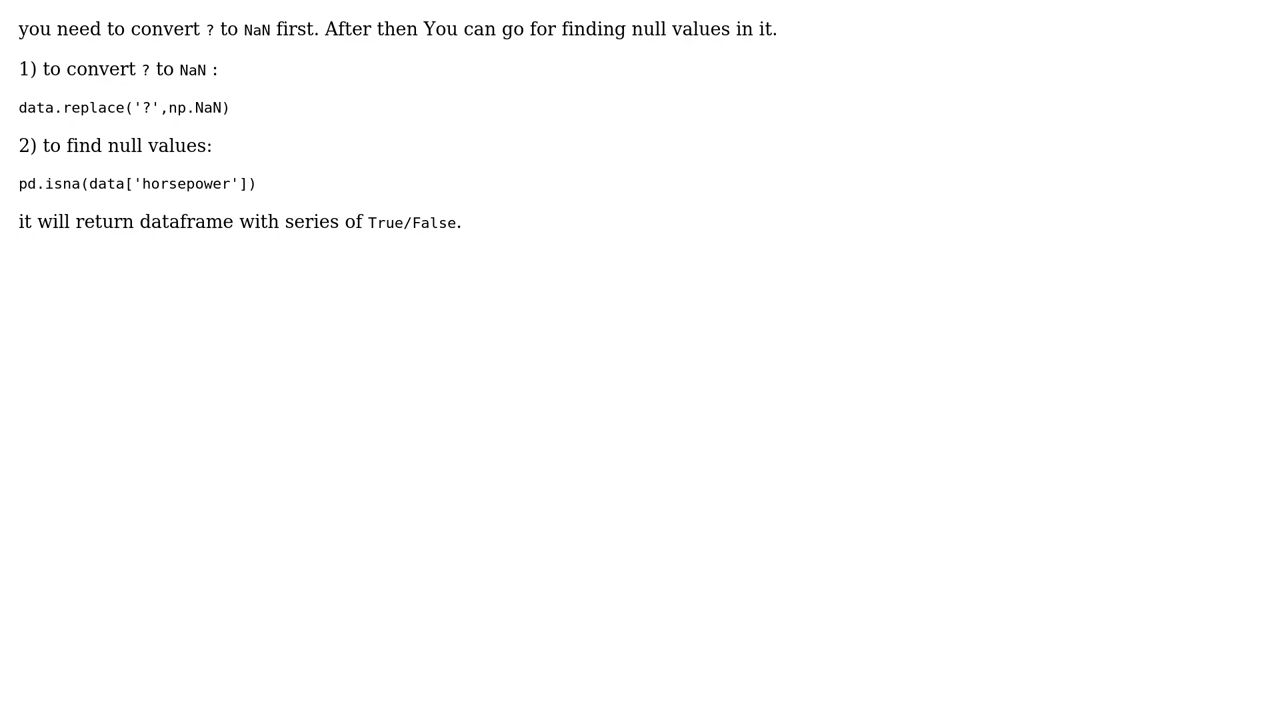 you need to convert ? to NaN first. After then You can go for finding null values in it.
1) to convert ? to NaN :
data.replace('?',np.NaN)
2) to find null values:
pd.isna(data['horsepower'])
it will return dataframe with series of True/False.